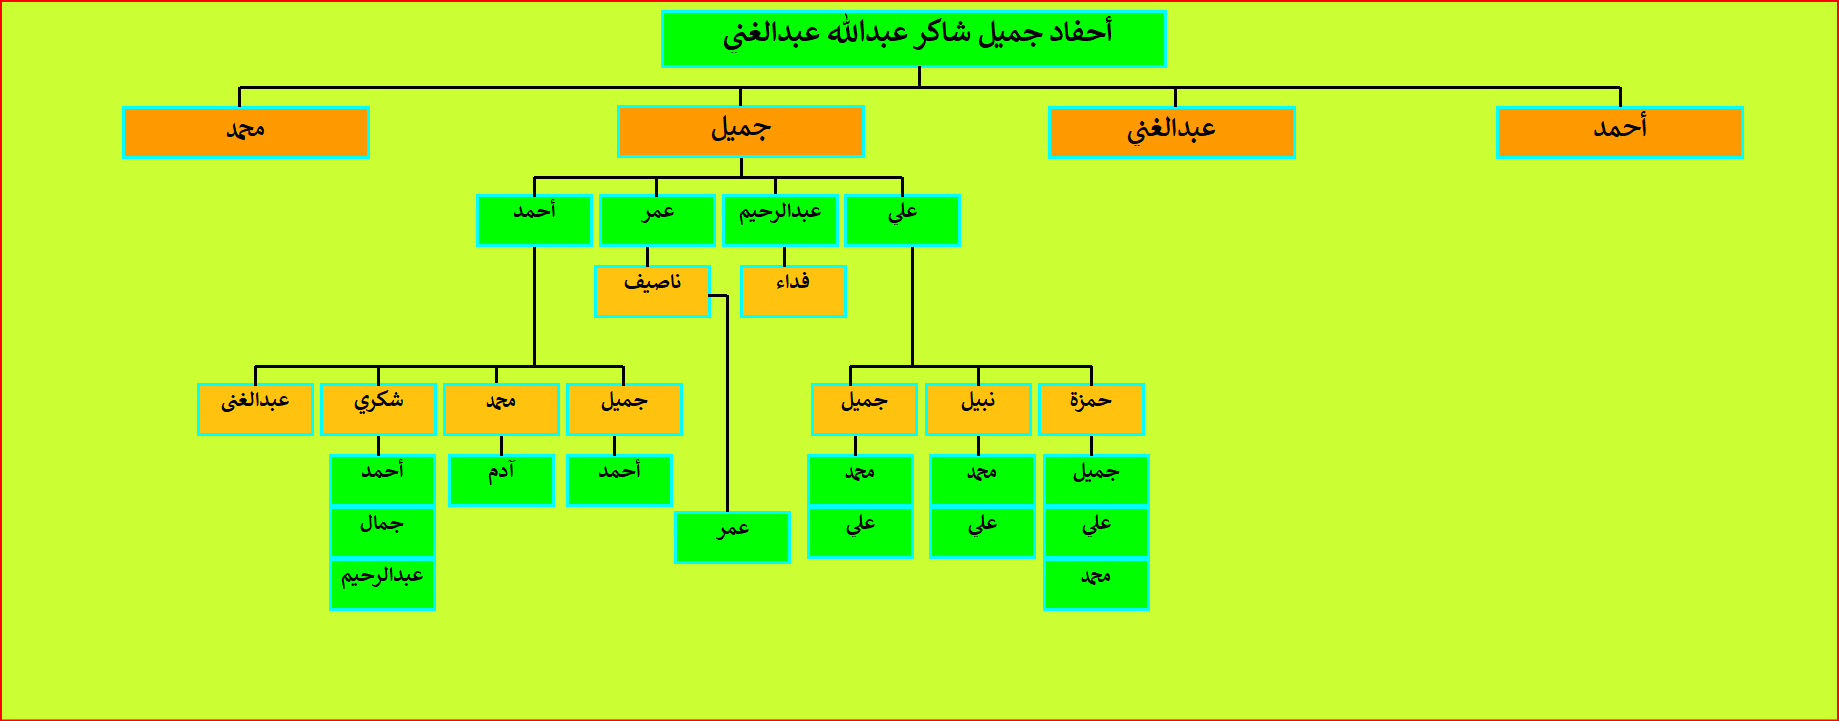 أحفاد جميل شاكر عبدالله عبدالغني
أحمد
عبدالغني
جميل
محمد
علي
عبدالرحيم
عمر
أحمد
فداء
ناصيف
حمزة
نبيل
جميل
جميل
محمد
شكري
عبدالغنى
جميل
محمد
محمد
أحمد
آدم
أحمد
علي
علي
علي
عمر
جمال
محمد
عبدالرحيم